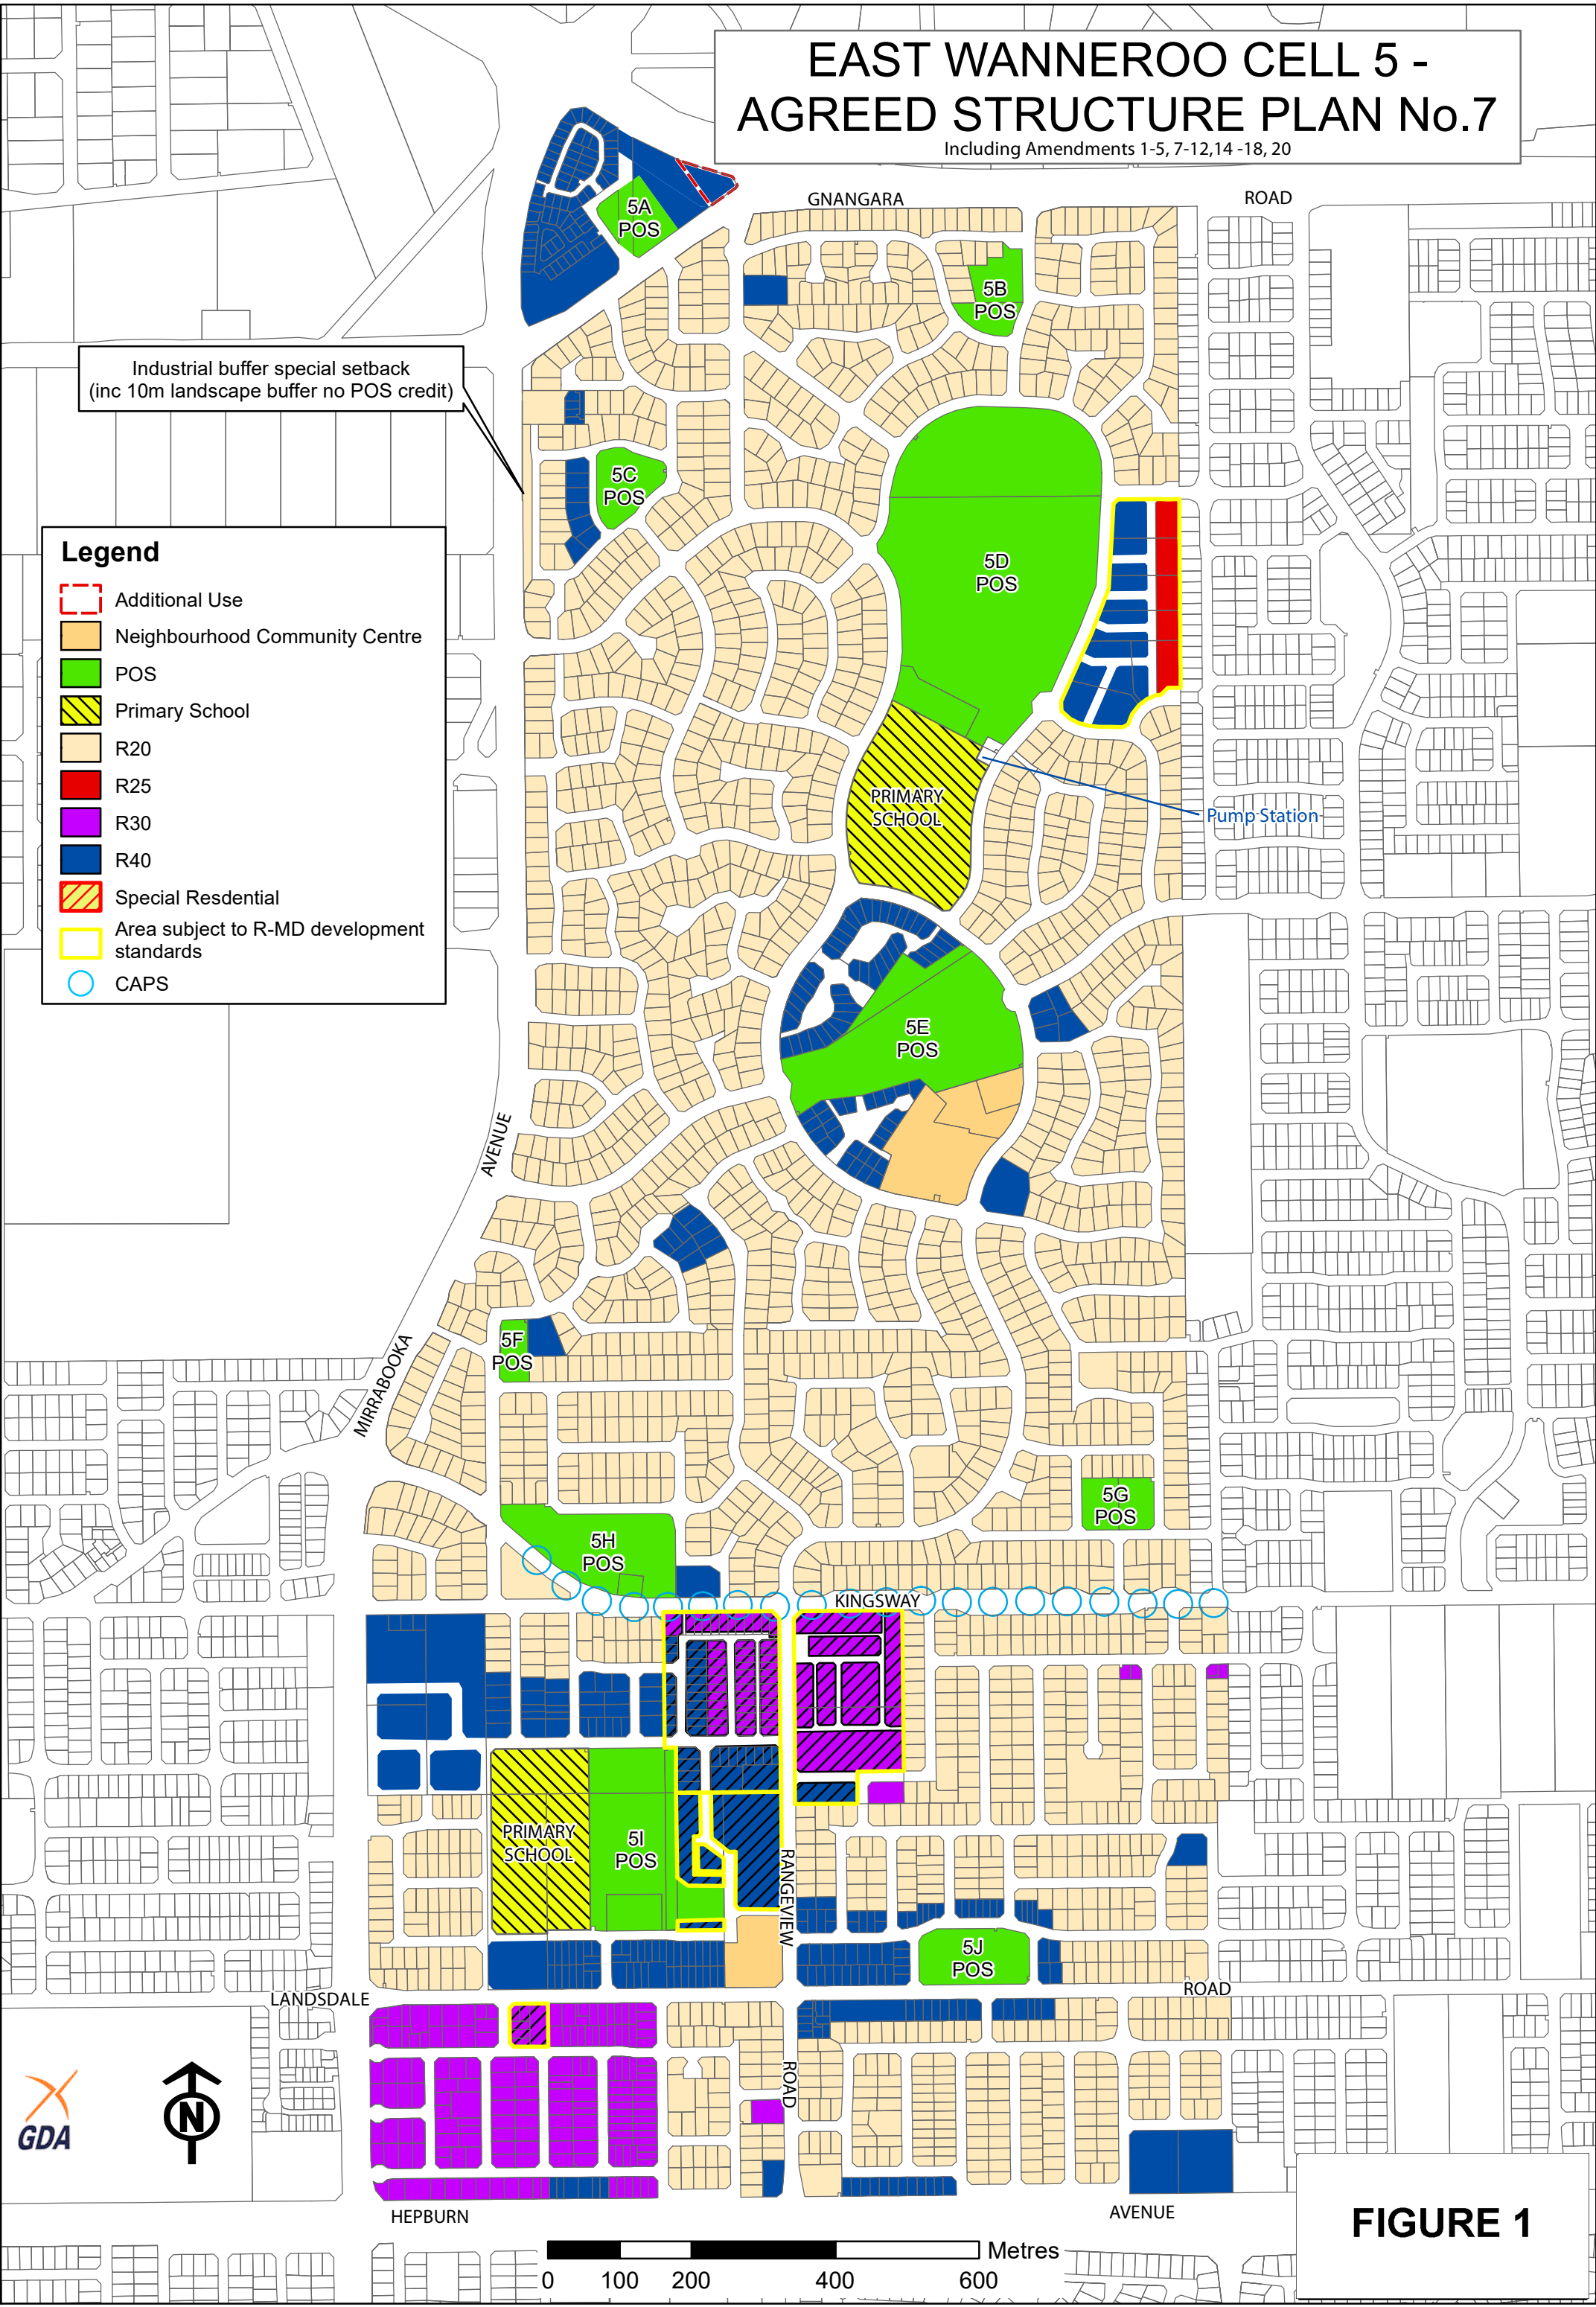 EAST WANNEROO CELL 5 -
AGREED STRUCTURE PLAN No.7
Including Amendments 1-5, 7-12,14 -18, 20
GNANGARA
ROAD
5A
POS
5B
POS
Industrial buffer special setback
(inc 10m landscape buffer no POS credit)
5C
POS
5D
POS
Legend
Additional Use
Neighbourhood Community Centre
POS
Primary School
R20
R25
R30
R40
Special Resdential
Area subject to R-MD development
standards
CAPS
PRIMARY
SCHOOL
Pump Station
5E
POS
AVENUE
MIRRABOOKA
5F
POS
5G
POS
5H
POS
KINGSWAY
PRIMARY
SCHOOL
5I
POS
RANGEVIEW
5J
POS
LANDSDALE
ROAD
ROAD
GDA
N
HEPBURN
AVENUE
FIGURE 1
Metres
0 100 200 400 600